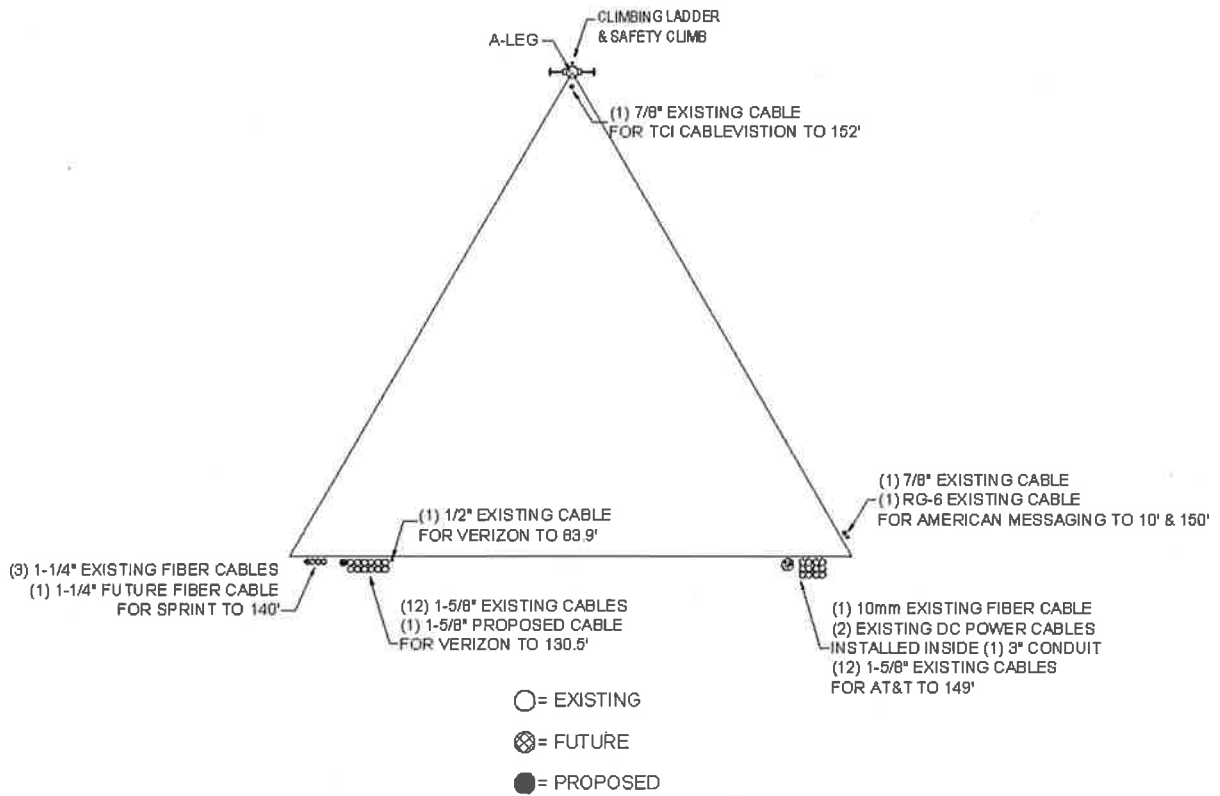 CLIMBING LADDER
& SAFETY CLIMB
A-LEG
(1) 7/8" EXISTING CABLE
FOR TCI CABLEVISTION TO 152'
(1) 7/8" EXISTING CABLE
(1) RG-6 EXISTING CABLE
FOR AMERICAN MESSAGING TO 10' & 150'
(1) 1/2" EXISTING CABLE
FOR VERIZON TO 83.9'
(3) 1-1/4" EXISTING FIBER CABLES
(1) 1-1/4" FUTURE FIBER CABLE
FOR SPRINT TO 140'
(12) 1-5/8" EXISTING CABLES
(1) 1-5/8" PROPOSED CABLE
FOR VERIZON TO 130.5'
(1) 10mm EXISTING FIBER CABLE
(2) EXISTING DC POWER CABLES
INSTALLED INSIDE (1) 3" CONDUIT
(12) 1-5/8" EXISTING CABLES
FOR AT&T TO 149'
= EXISTING
= FUTURE
= PROPOSED